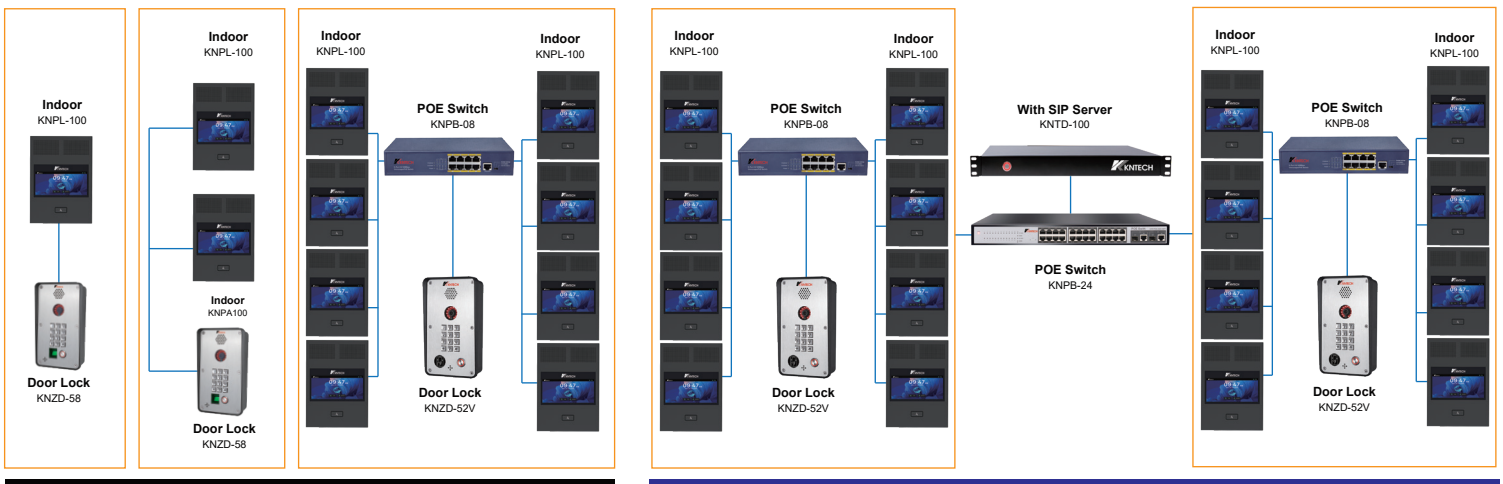 Indoor
KNPL-100
Door Lock
KNZD-58
Indoor
KNPL-100
Indoor
KNPA100
Door Lock
KNZD-58
Indoor
KNPL-100
POE Switch
KNPB-08
Door Lock
KNZD-52V
Indoor
KNPL-100
Indoor
KNPL-100
POE Switch
KNPB-08
Door Lock
KNZD-52V
Indoor
KNPL-100
With SIP Server
KNTD-100
KNTECH
POE Switch
KNPB-24
Indoor
KNPL-100
POE Switch
KNPB-08
Door Lock
KNZD-52V
Indoor
KNPL-100